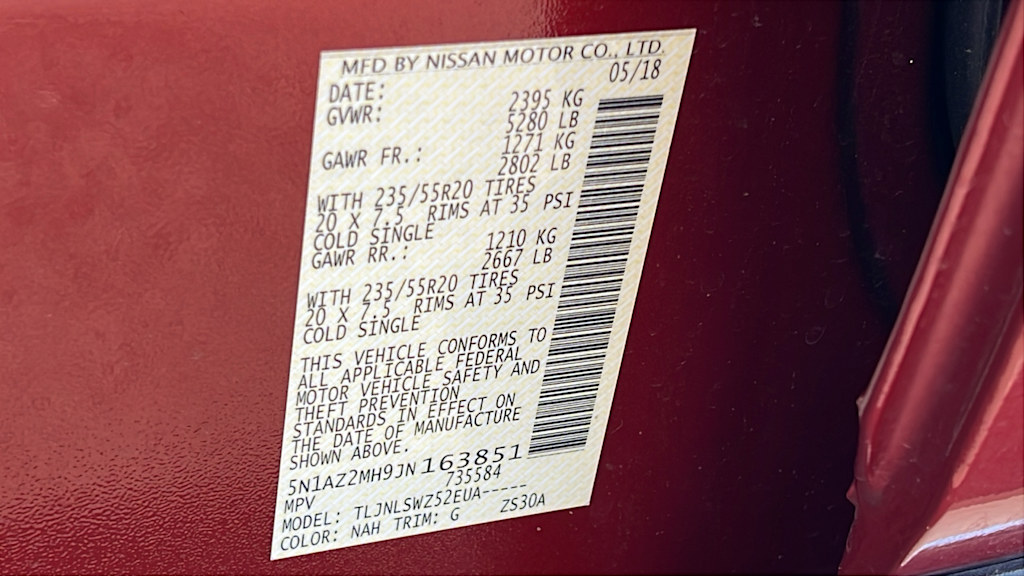 MFD BY NISSAN MOTOR CO., LTD.
DATE: 05/18
GVWR: 2395 KG
5280 LB
GAWR FR.: 1271 KG
2802 LB
WITH 235/55R20 TIRES
20 X 7.5 RIMS AT 35 PSI
COLD SINGLE
GAWR RR.: 1210 KG
2667 LB
WITH 235/55R20 TIRES
20 X 7.5 RIMS AT 35 PSI
COLD SINGLE
THIS VEHICLE CONFORMS TO
ALL APPLICABLE FEDERAL
MOTOR VEHICLE SAFETY AND
THEFT PREVENTION
STANDARDS IN EFFECT ON
THE DATE OF MANUFACTURE
SHOWN ABOVE.
5N1AZ2MH9JN163851
MPV 735584
MODEL: TLJNLSWZ52EUA-----
COLOR: NAH TRIM: G ZS30A